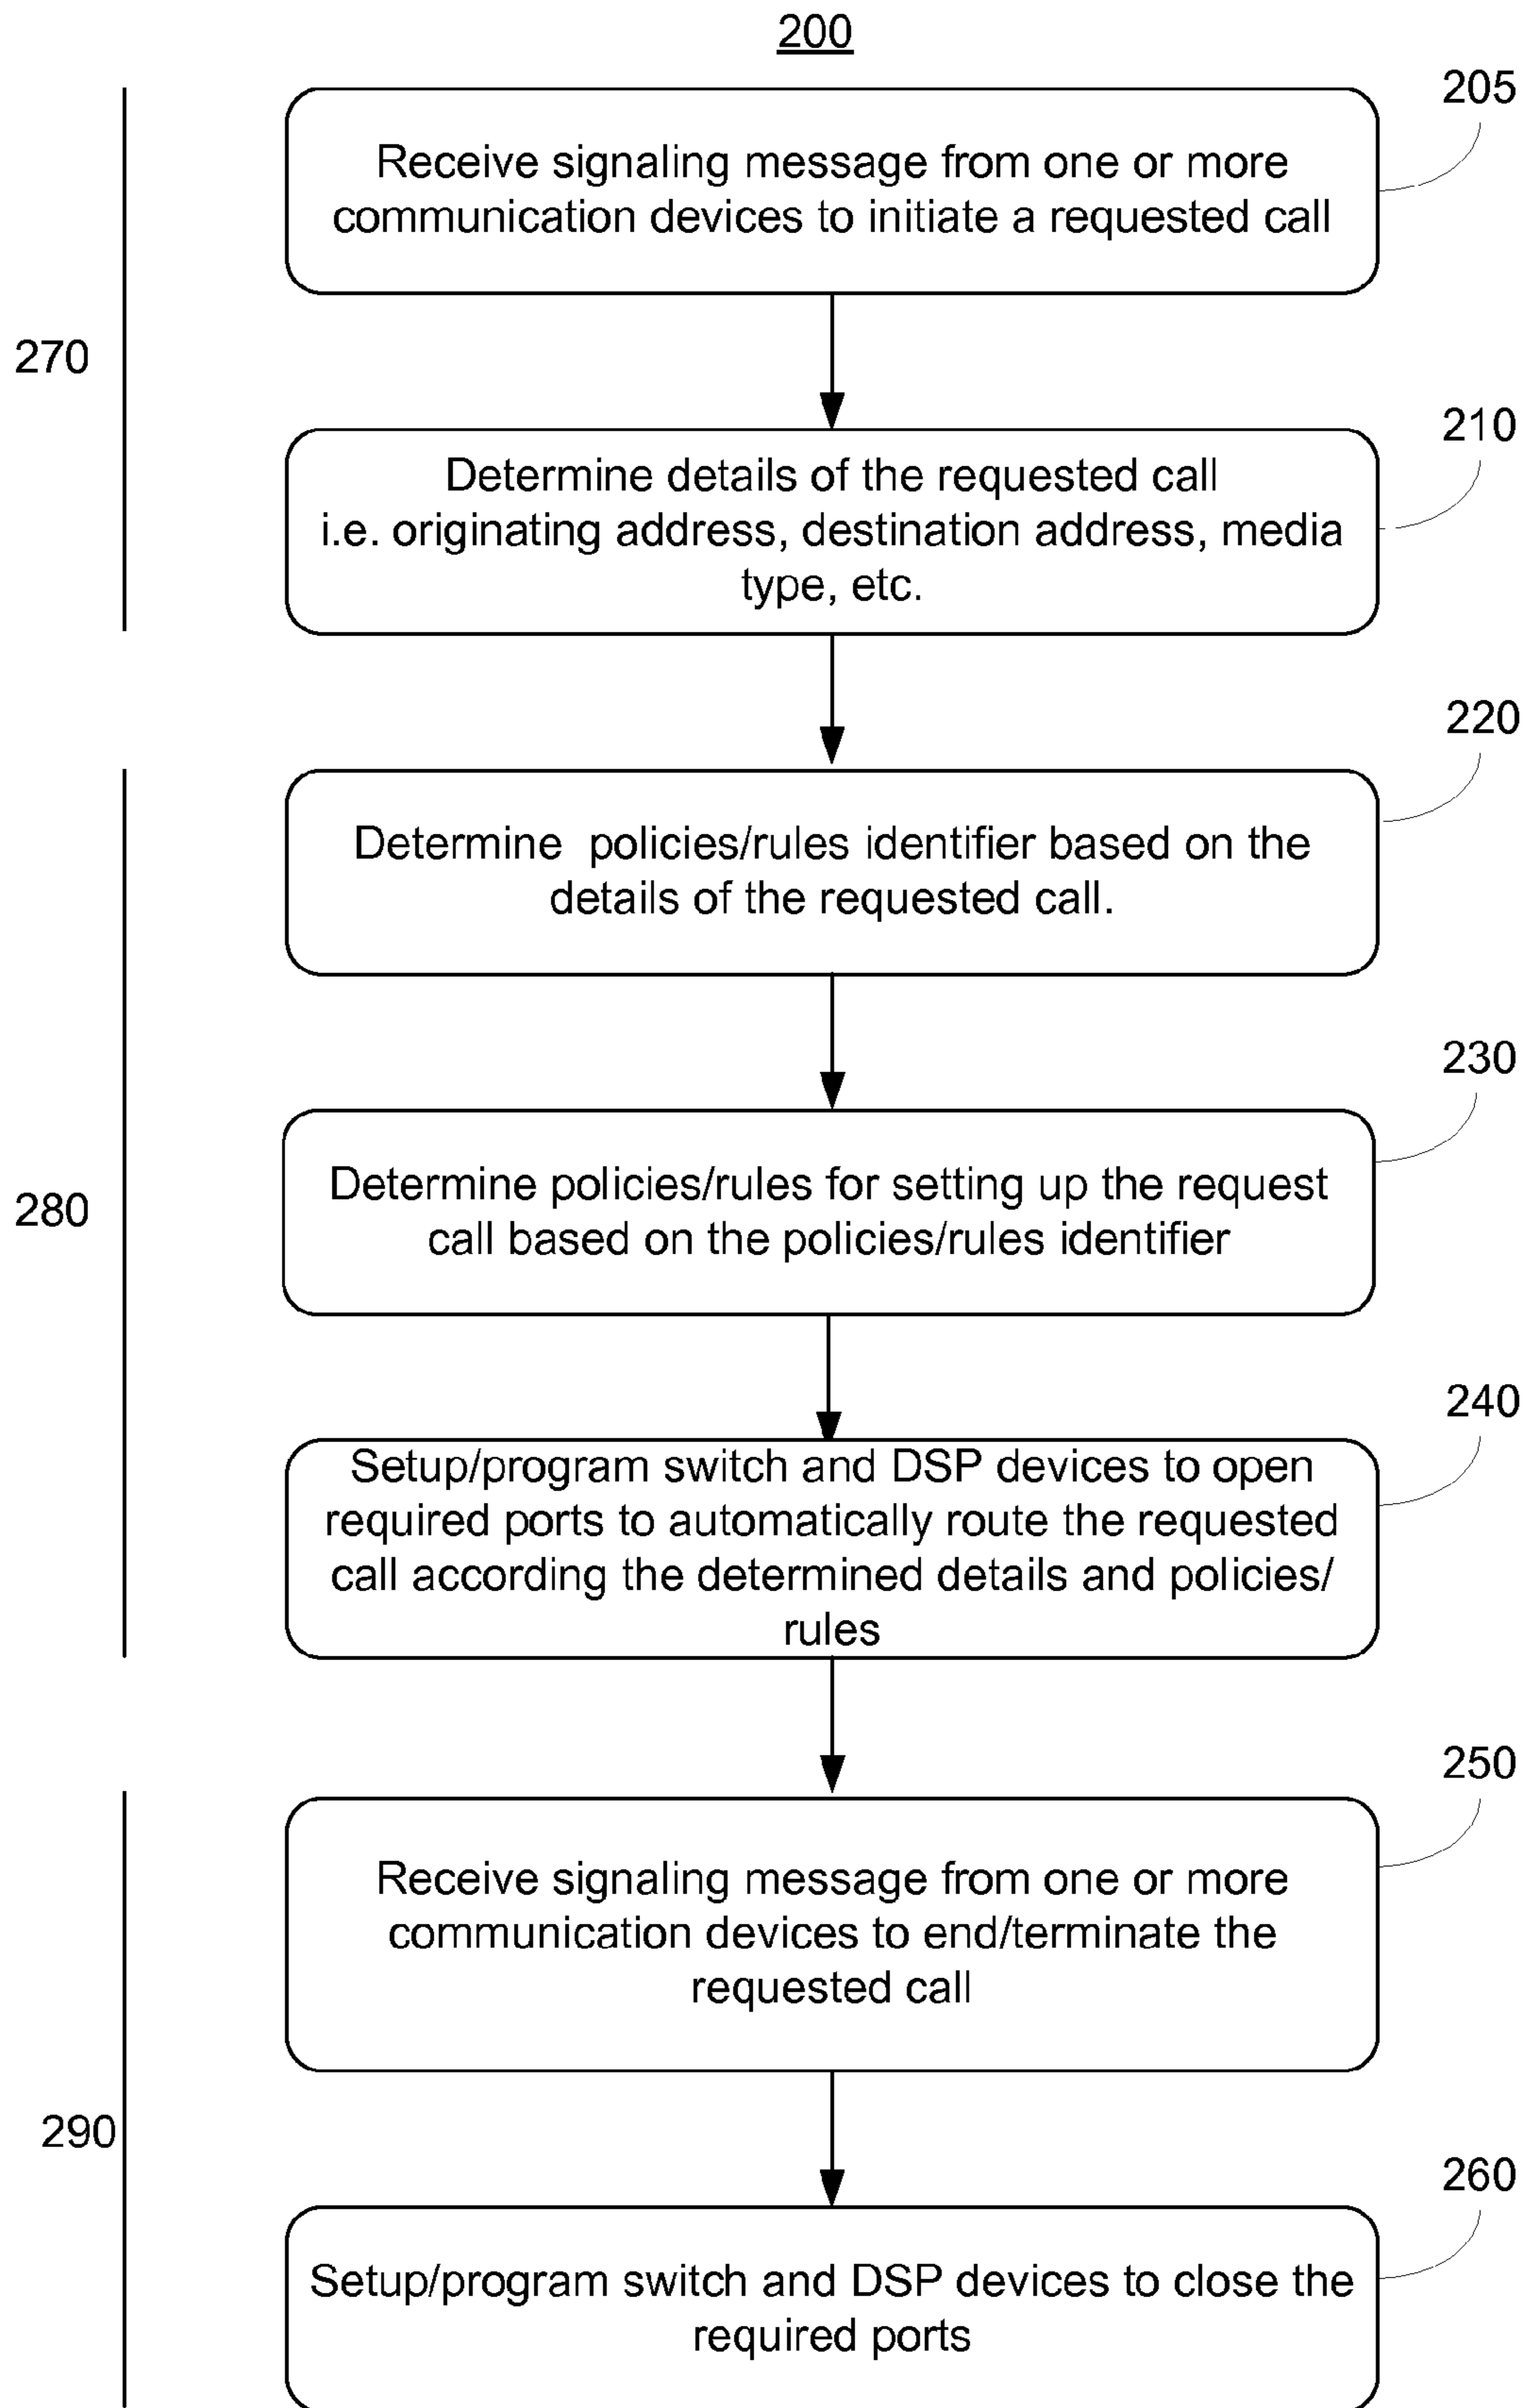 200
205
Receive signaling message from one or more
communication devices to initiate a requested call
270
210
Determine details of the requested call
i.e. originating address, destination address, media
type, etc.
220
Determine policies/rules identifier based on the
details of the requested call.
230
Determine policies/rules for setting up the request
call based on the policies/rules identifier
280
240
Setup/program switch and DSP devices to open
required ports to automatically route the requested
call according the determined details and policies/
rules
250
Receive signaling message from one or more
communication devices to end/terminate the
requested call
290
260
Setup/program switch and DSP devices to close the
required ports